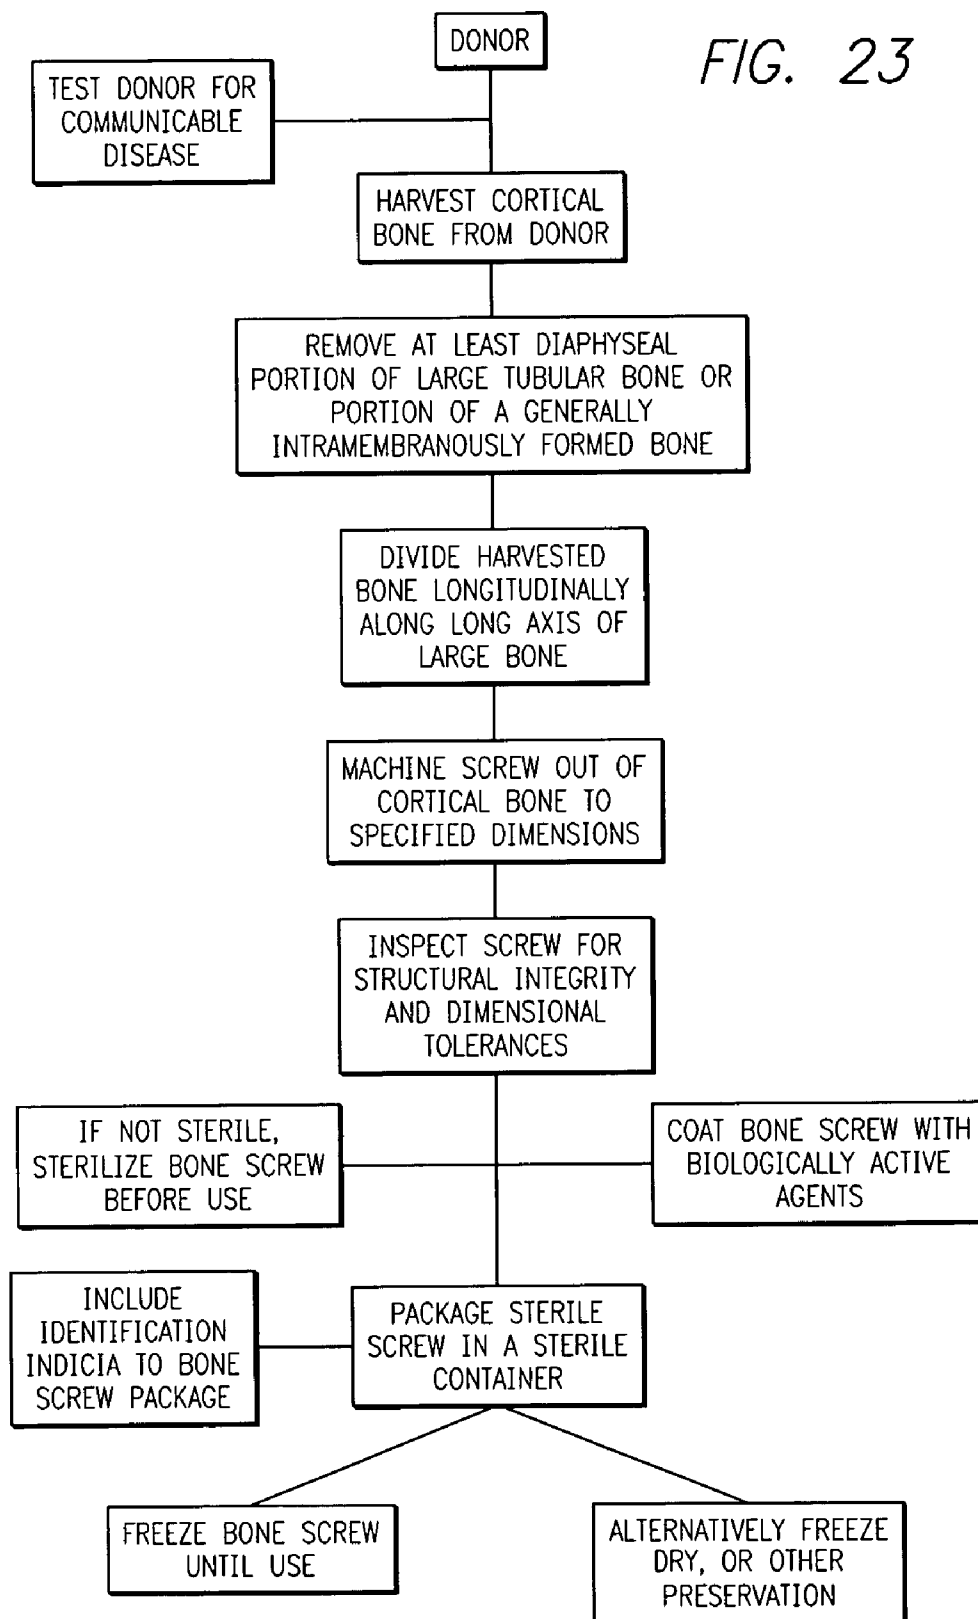 DONOR
FIG. 23
TEST DONOR FOR
COMMUNICABLE
DISEASE
HARVEST CORTICAL
BONE FROM DONOR
REMOVE AT LEAST DIAPHYSEAL
PORTION OF LARGE TUBULAR BONE OR
PORTION OF A GENERALLY
INTRAMEMBRANOUSLY FORMED BONE
DIVIDE HARVESTED
BONE LONGITUDINALLY
ALONG LONG AXIS OF
LARGE BONE
MACHINE SCREW OUT OF
CORTICAL BONE TO
SPECIFIED DIMENSIONS
INSPECT SCREW FOR
STRUCTURAL INTEGRITY
AND DIMENSIONAL
TOLERANCES
IF NOT STERILE,
STERILIZE BONE SCREW
BEFORE USE
COAT BONE SCREW WITH
BIOLOGICALLY ACTIVE
AGENTS
INCLUDE
IDENTIFICATION
INDICIA TO BONE
SCREW PACKAGE
PACKAGE STERILE
SCREW IN A STERILE
CONTAINER
FREEZE BONE SCREW
UNTIL USE
ALTERNATIVELY FREEZE
DRY, OR OTHER
PRESERVATION